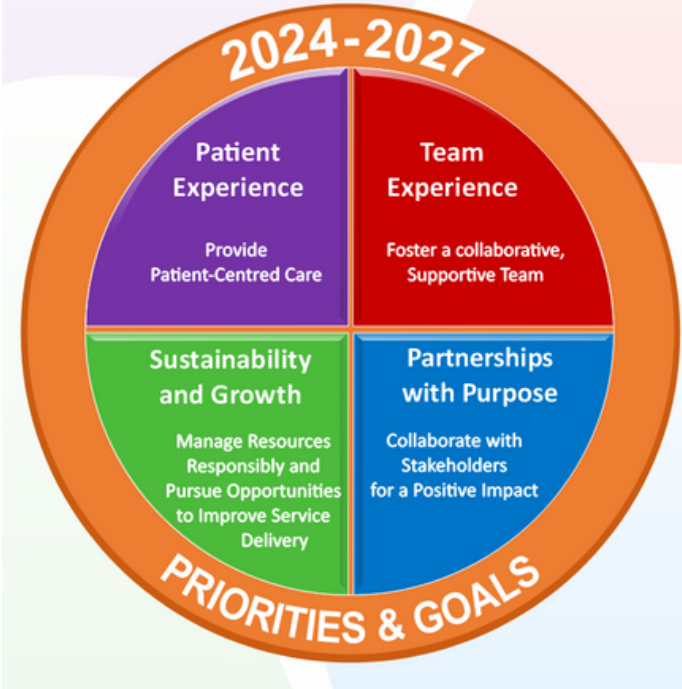 2024-2027
Patient
Experience
Provide
Patient-Centred Care
Team
Experience
Foster a collaborative,
Supportive Team
Sustainability
and Growth
Manage Resources
Responsibly and
Pursue Opportunities
to Improve Service
Delivery
Partnerships
with Purpose
Collaborate with
Stakeholders
for a Positive Impact
PRIORITIES & GOALS